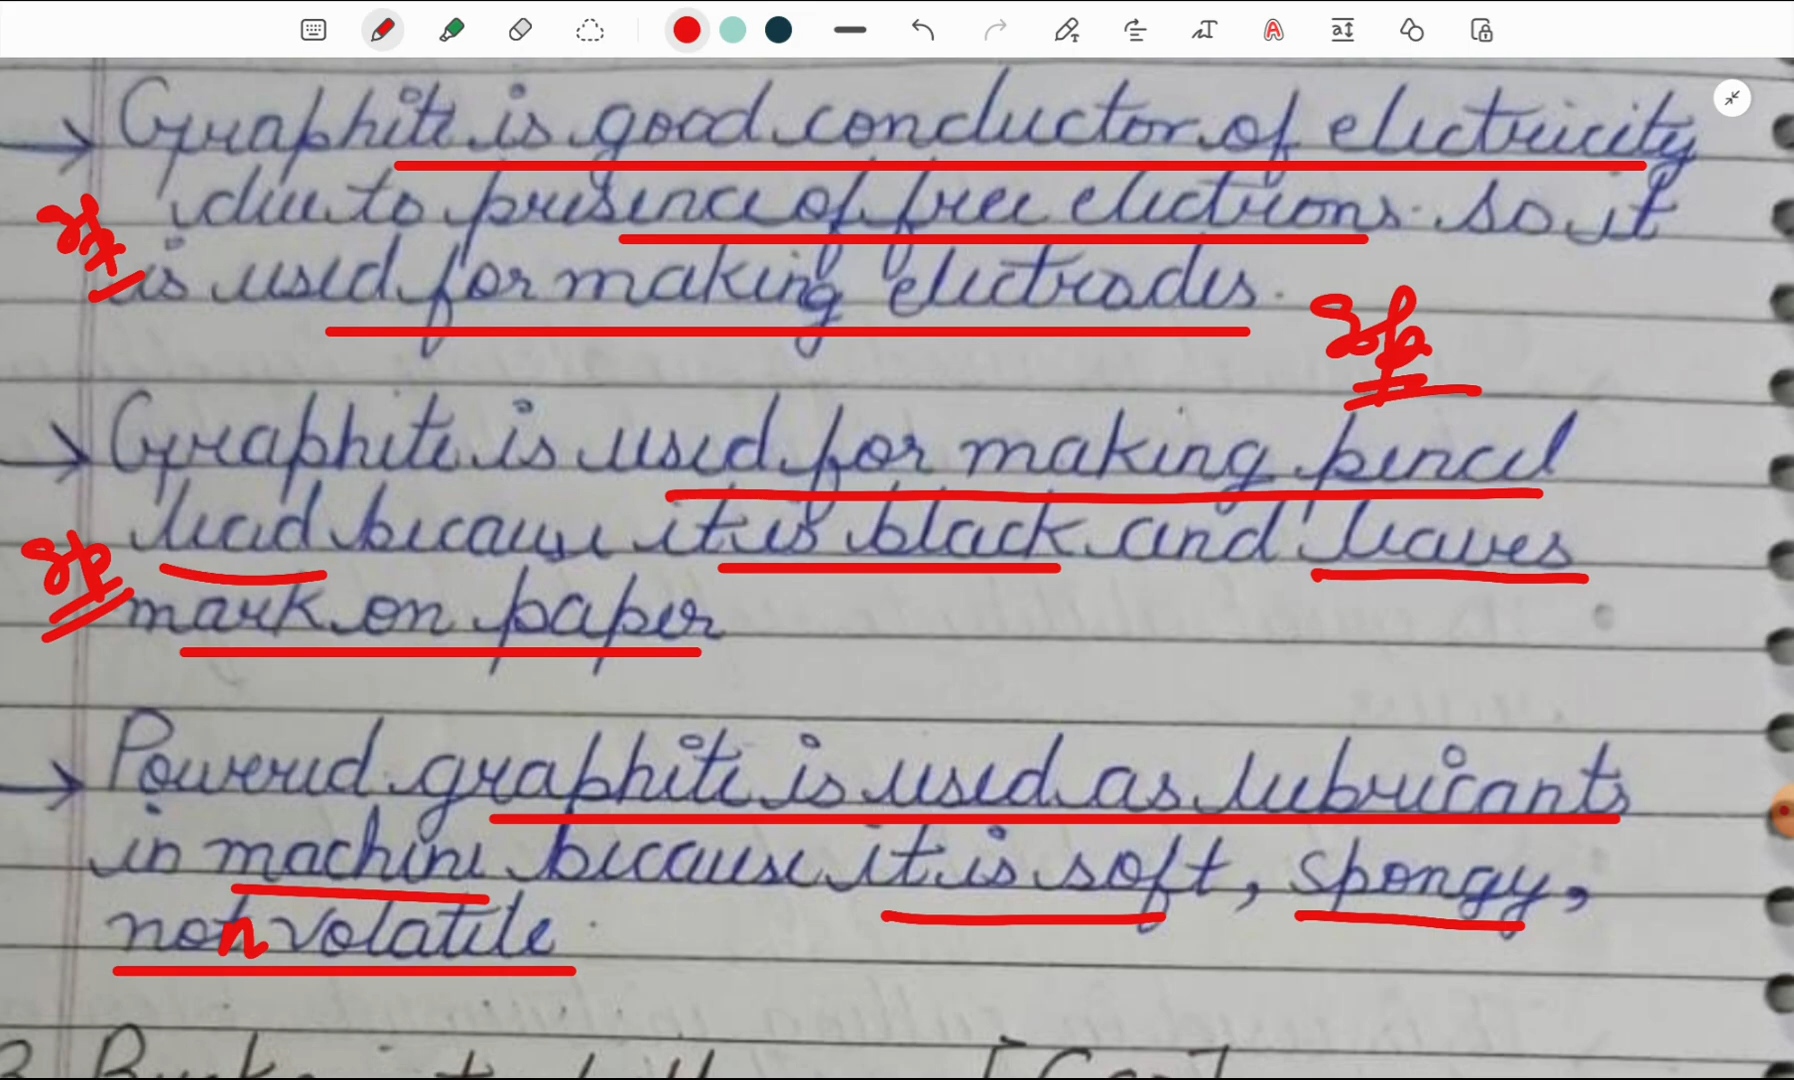 → Graphite is good conductor of electricity
due to presence of free electrons. So it
is used for making electrodes.
→ Graphite is used for making pencil
lead because it is black and leaves
mark on paper
→ Powered graphite is used as lubricants
in machine because it is soft, spongy,
non volatile.